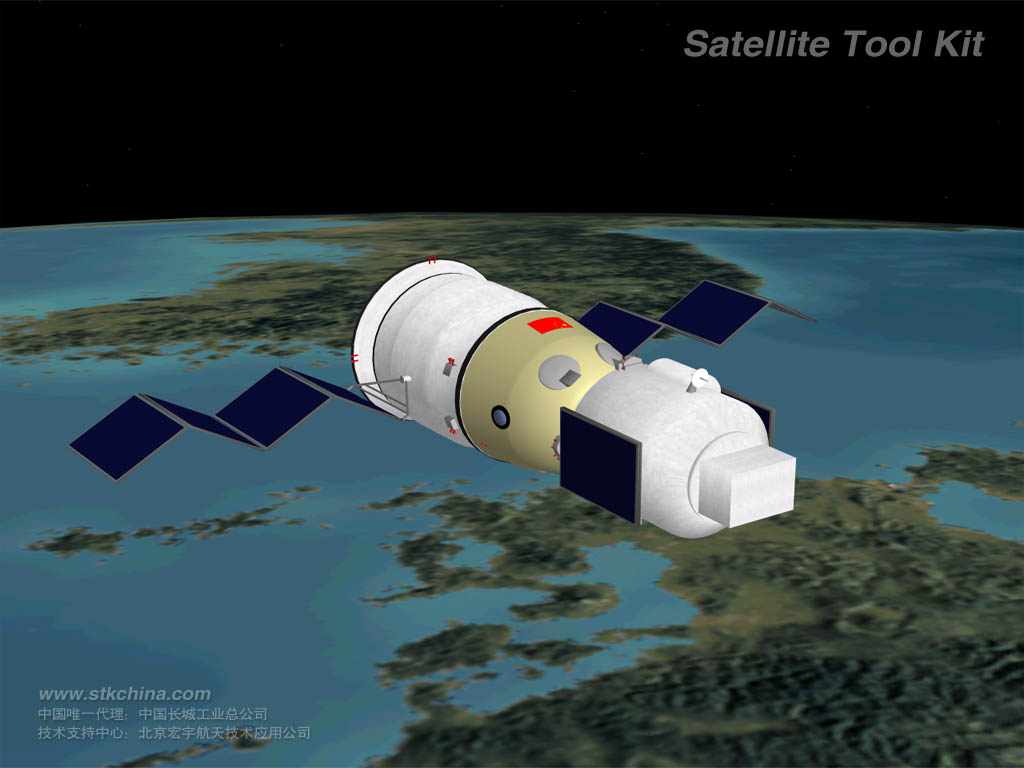 Satellite Tool Kit
www.stkchina.com
中国唯一代理：中国长城工业总公司
技术支持中心：北京宏宇航天技术应用公司